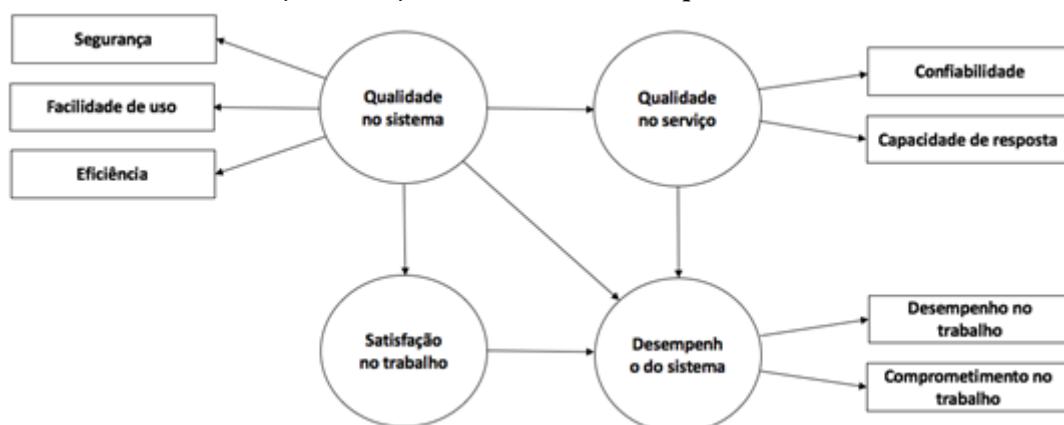 Segurança
Facilidade de uso
Eficiência
Qualidade
no sistema
Qualidade
no serviço
Confiabilidade
Capacidade de resposta
Satisfação
no trabalho
Desempenh
o do sistema
Desempenho no
trabalho
Comprometimento no
trabalho